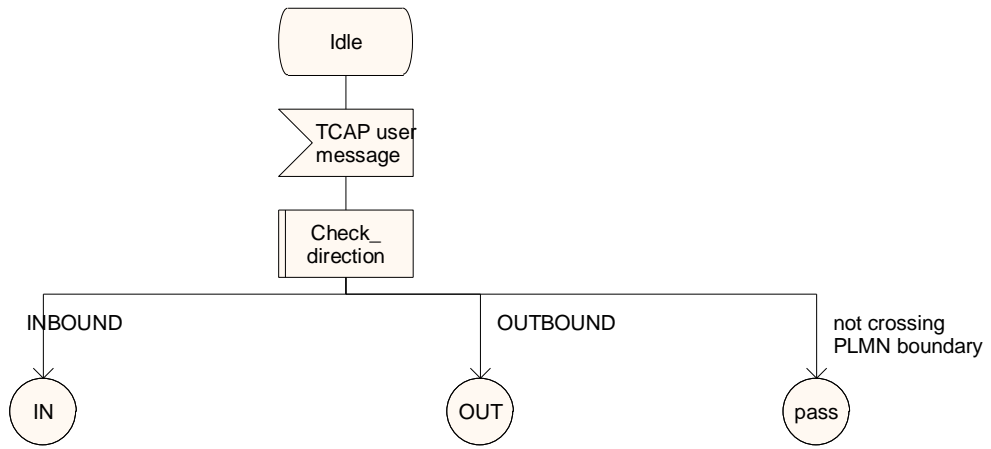 Idle
TCAP user
message
Check_
direction
INBOUND
OUTBOUND
not crossing
PLMN boundary
IN
OUT
pass